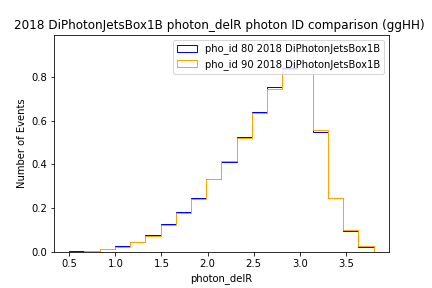 2018 DiPhotonJetsBox1B photon_delR photon ID comparison (ggHH)
pho_id 80 2018 DiPhotonJetsBox1B
pho_id 90 2018 DiPhotonJetsBox1B
Number of Events
0.8
0.6
0.4
0.2
0.0
0.5 1.0 1.5 2.0 2.5 3.0 3.5
photon_delR